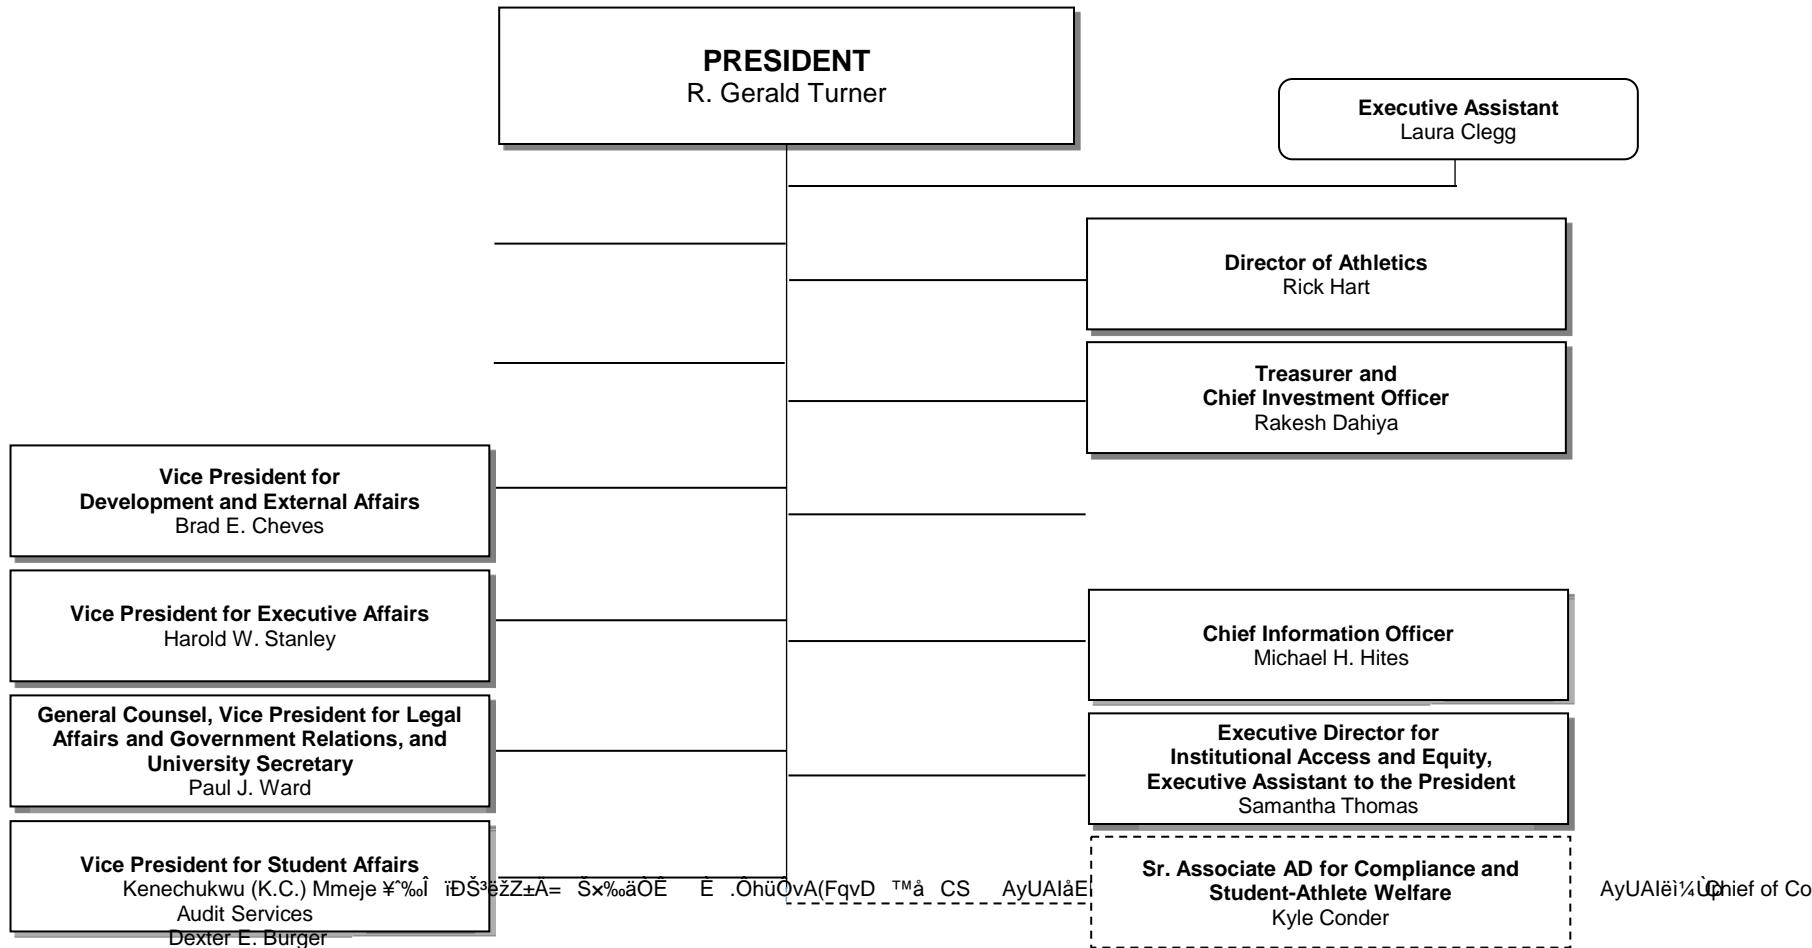 PRESIDENT
R. Gerald Turner
Executive Assistant
Laura Clegg
Director of Athletics
Rick Hart
Treasurer and
Chief Investment Officer
Rakesh Dahiya
Vice President for
Development and External Affairs
Brad E. Cheves
Vice President for Executive Affairs
Harold W. Stanley
Chief Information Officer
Michael H. Hites
General Counsel, Vice President for Legal
Affairs and Government Relations, and
University Secretary
Paul J. Ward
Executive Director for
Institutional Access and Equity,
Executive Assistant to the President
Samantha Thomas
Vice President for Student Affairs
Kenechukwu (K.C.) Mmeje
Audit Services
Dexter E. Burger
Sr. Associate AD for Compliance and
Student-Athlete Welfare
Kyle Conder